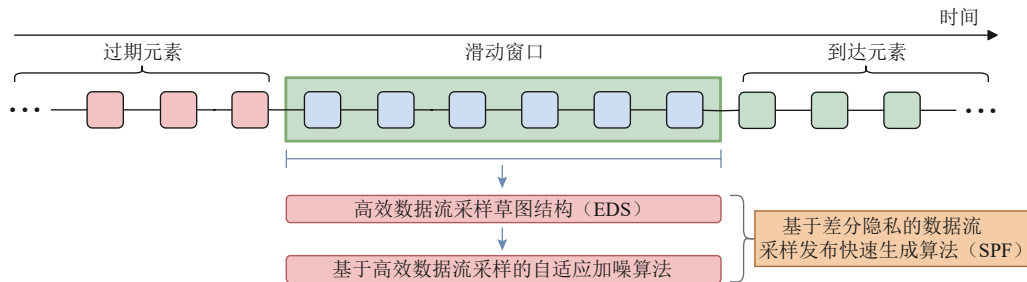 时间
过期元素
滑动窗口
到达元素
高效数据流采样草图结构（EDS）
基于高效数据流采样的自适应加噪算法
基于差分隐私的数据流
采样发布快速生成算法（SPF）